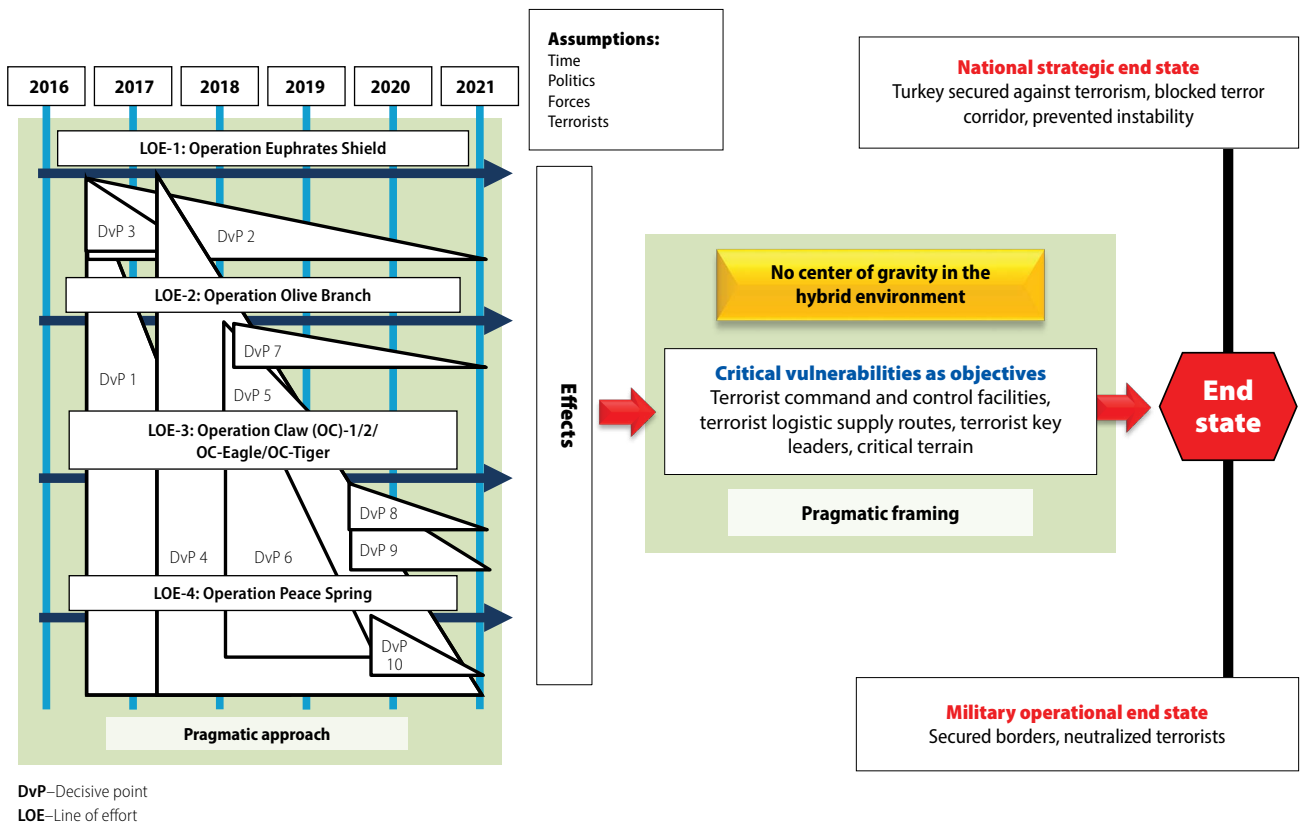 2016
2017
2018
2019
2020
2021
LOE-1: Operation Euphrates Shield
DvP 3
DvP 2
LOE-2: Operation Olive Branch
DvP 7
DvP 1
DvP 5
LOE-3: Operation Claw (OC)-1/2/
OC-Eagle/OC-Tiger
DvP 8
DvP 9
DvP 4
DvP 6
LOE-4: Operation Peace Spring
DvP
10
Pragmatic approach
DvP–Decisive point
LOE–Line of effort
Assumptions:
Time
Politics
Forces
Terrorists
Effects
No center of gravity in the
hybrid environment
Critical vulnerabilities as objectives
Terrorist command and control facilities,
terrorist logistic supply routes, terrorist key
leaders, critical terrain
Pragmatic framing
National strategic end state
Turkey secured against terrorism, blocked terror
corridor, prevented instability
End
state
Military operational end state
Secured borders, neutralized terrorists